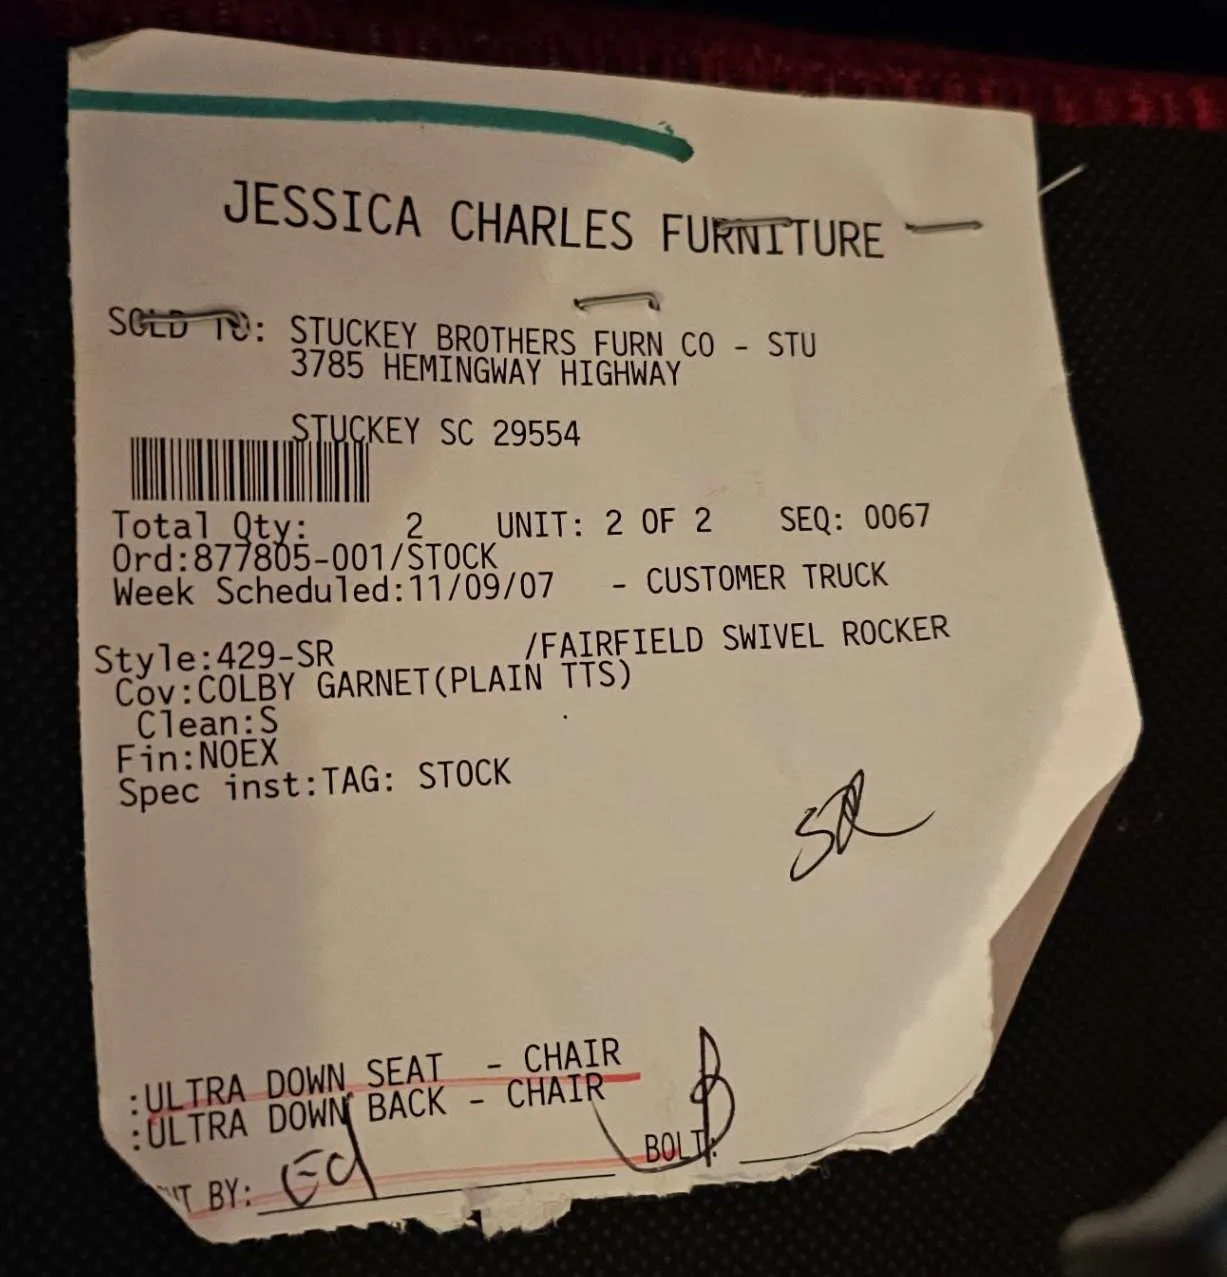 JESSICA CHARLES FURNITURE
SOLD TO: STUCKEY BROTHERS FURN CO - STU
3785 HEMINGWAY HIGHWAY
STUCKEY SC 29554
Total Qty: 2 UNIT: 2 OF 2 SEQ: 0067
Ord:877805-001/STOCK
Week Scheduled:11/09/07 - CUSTOMER TRUCK
Style:429-SR /FAIRFIELD SWIVEL ROCKER
Cov:COLBY GARNET(PLAIN TTS)
Clean:S
Fin:NOEX
Spec inst:TAG: STOCK
:ULTRA DOWN SEAT - CHAIR
:ULTRA DOWN BACK - CHAIR
BY: Ed BOLT: